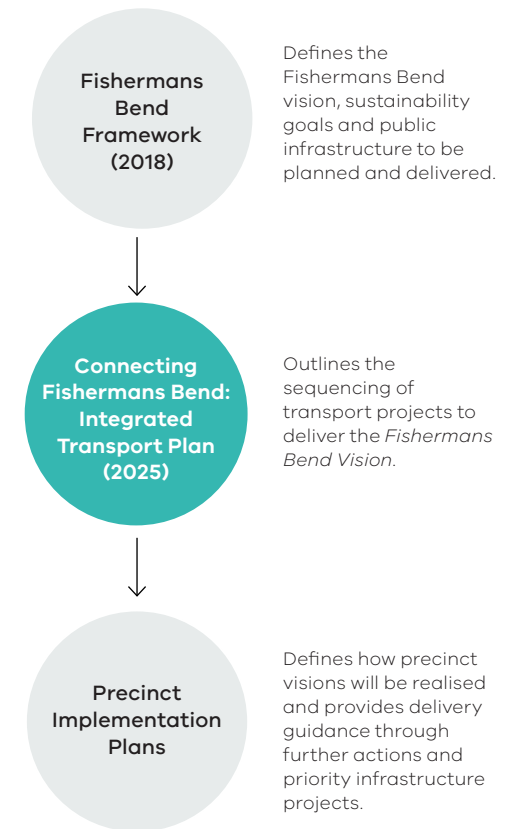 Fishermans
Bend
Framework
(2018)
Defines the
Fishermans Bend
vision, sustainability
goals and public
infrastructure to be
planned and delivered.
Connecting
Fishermans Bend:
Integrated
Transport Plan
(2025)
Outlines the
sequencing of
transport projects to
deliver the Fishermans
Bend Vision.
Precinct
Implementation
Plans
Defines how precinct
visions will be realised
and provides delivery
guidance through
further actions and
priority infrastructure
projects.